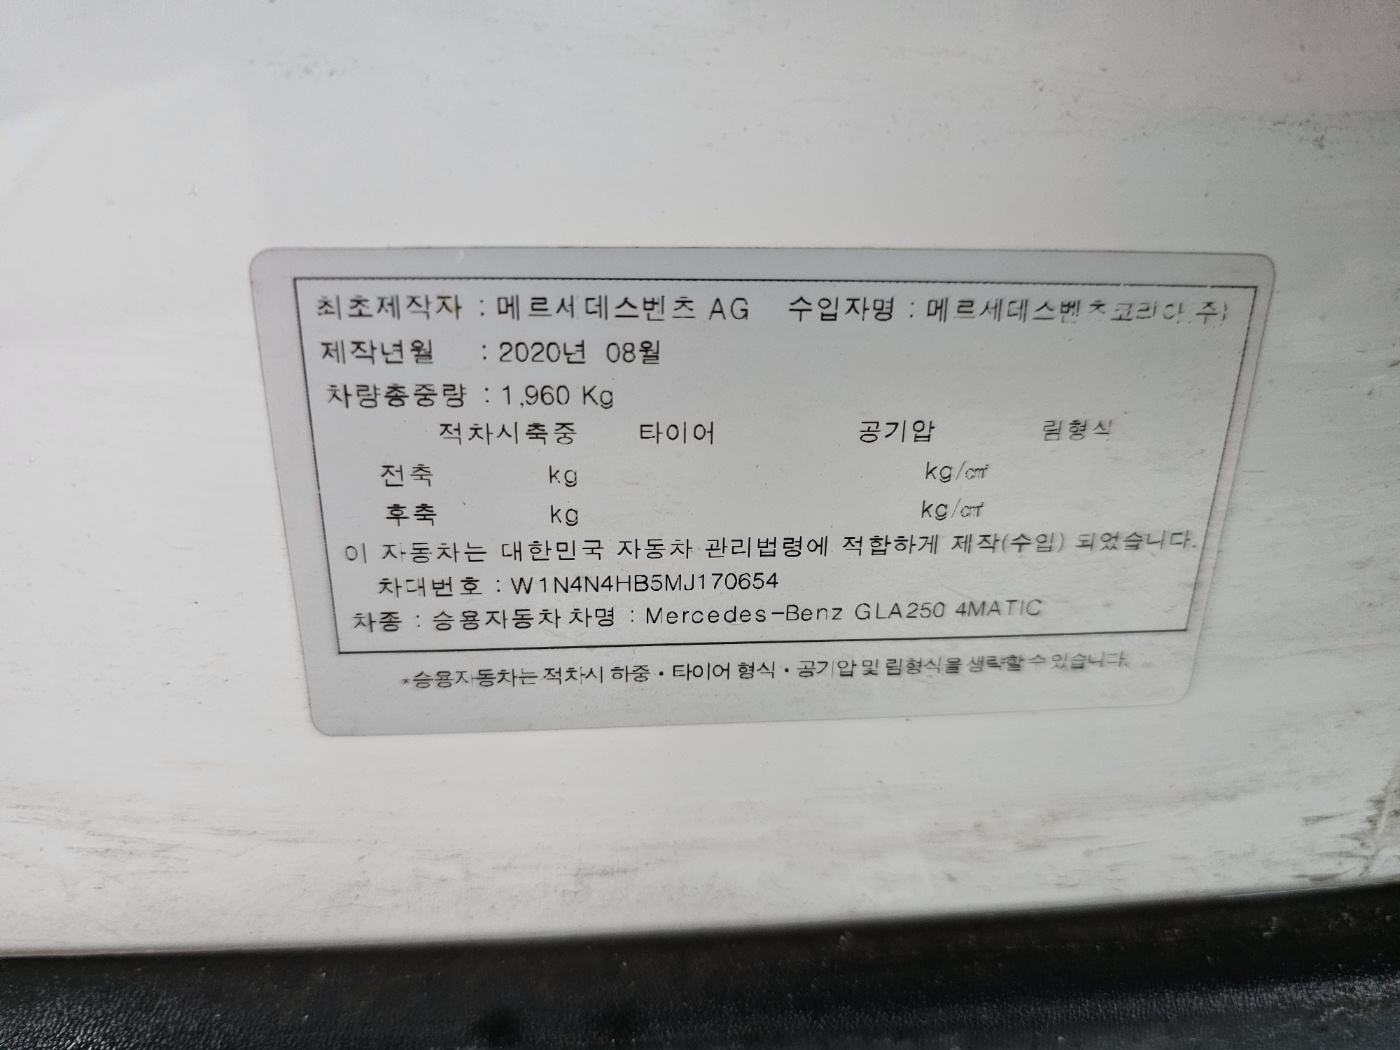 최초제작자 : 메르세데스벤츠 AG 수입자명 : 메르세데스벤츠코리아(주)
제작년월 : 2020년 08월
차량총중량 : 1,960 Kg
적차시축중 타이어 공기압 림형식
전축 kg kg/㎠
후축 kg kg/㎠
이 자동차는 대한민국 자동차 관리법령에 적합하게 제작(수입) 되었습니다.
차대번호 : W1N4N4HB5MJ170654
차종 : 승용자동차 차명 : Mercedes-Benz GLA250 4MATIC
*승용자동차는 적차시 하중・타이어 형식・공기압 및 림형식을 생략할 수 있습니다.